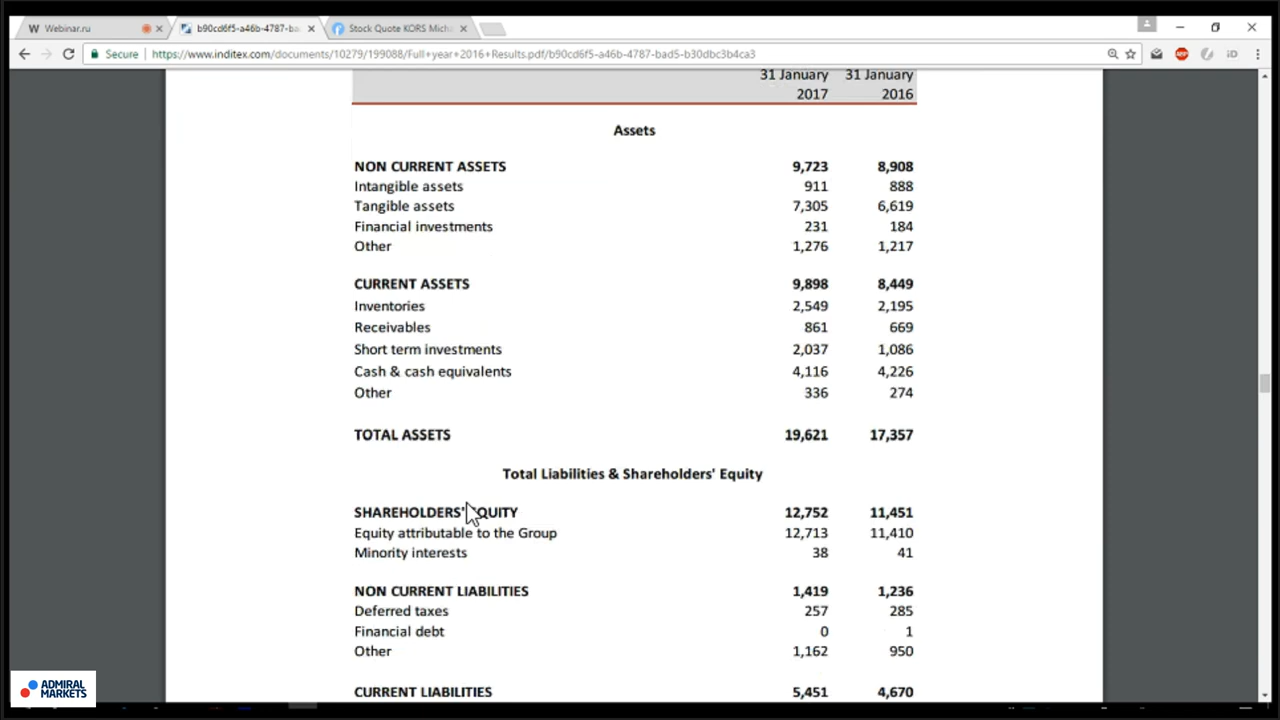 Webinar.ru
b90cd6f5-a46b-4787-ba
Stock Quote KORS Mich
Secure
https://www.inditex.com/documents/10279/199088/Full+year+2016+Results.pdf/b90cd6f5-a46b-4787-bad5-b30dbc3b4ca3
31 January 31 January
2017 2016
Assets
NON CURRENT ASSETS 9,723 8,908
Intangible assets 911 888
Tangible assets 7,305 6,619
Financial investments 231 184
Other 1,276 1,217
CURRENT ASSETS 9,898 8,449
Inventories 2,549 2,195
Receivables 861 669
Short term investments 2,037 1,086
Cash & cash equivalents 4,116 4,226
Other 336 274
TOTAL ASSETS 19,621 17,357
Total Liabilities & Shareholders' Equity
SHAREHOLDERS' EQUITY 12,752 11,451
Equity attributable to the Group 12,713 11,410
Minority interests 38 41
NON CURRENT LIABILITIES 1,419 1,236
Deferred taxes 257 285
Financial debt 0 1
Other 1,162 950
CURRENT LIABILITIES 5,451 4,670
ADMIRAL
MARKETS